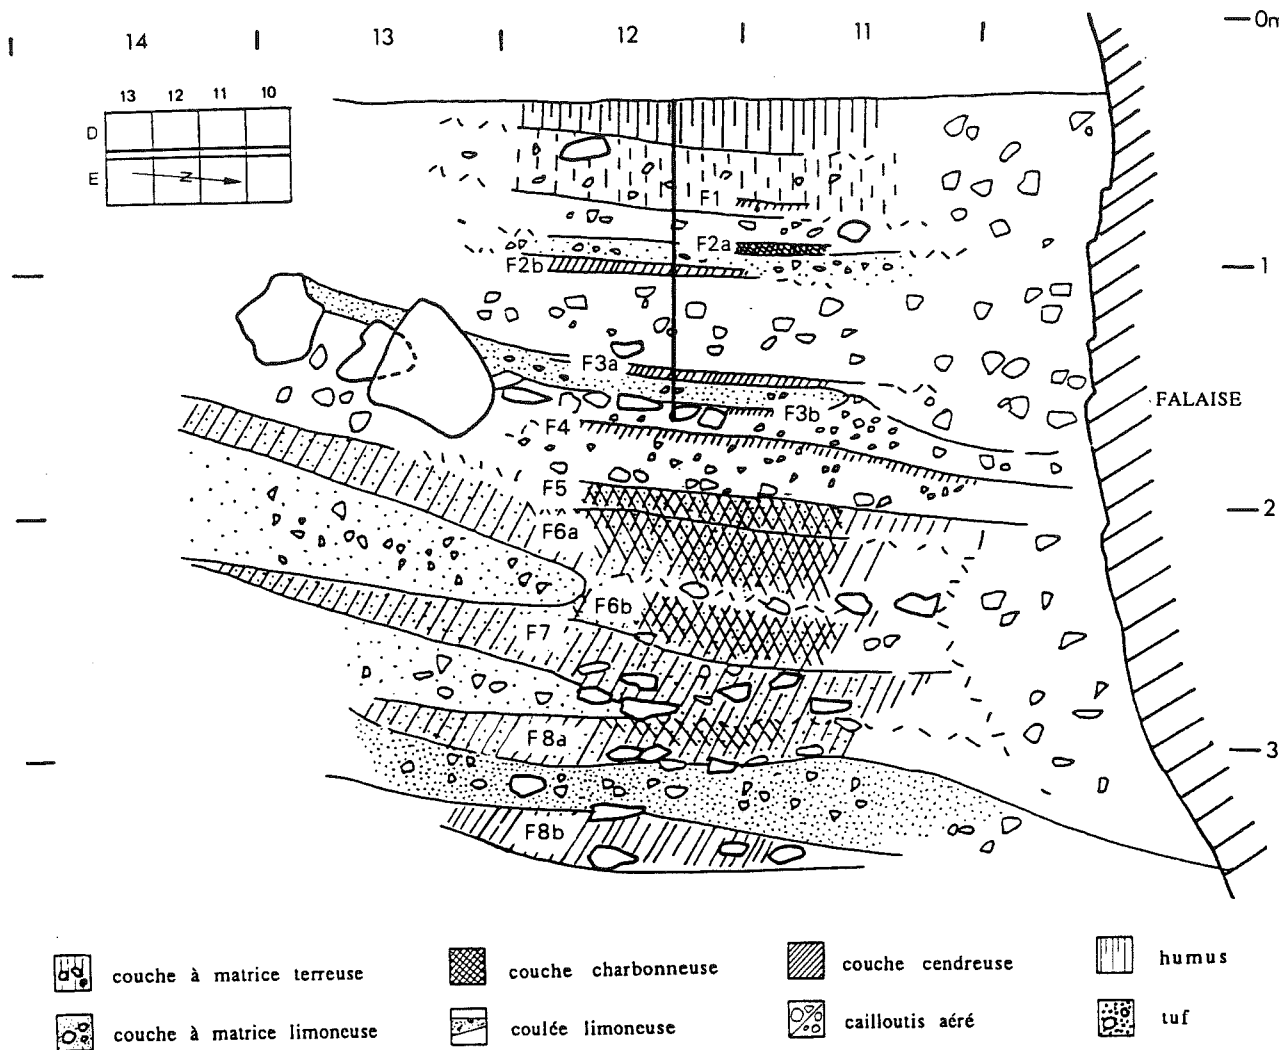 14 13 12 11 0m
13 12 11 10
D
E N
F1
F2a
F2b
1
F3a
F3b
FALAISE
F4
F5
2
F6a
F6b
F7
F8a
3
F8b
couche à matrice terreuse
couche charbonneuse
couche cendreuse
humus
couche à matrice limoneuse
coulée limoneuse
cailloutis aéré
tuf